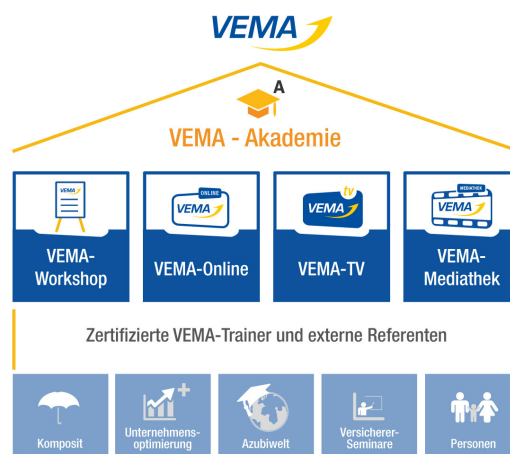 VEMA
A
VEMA - Akademie
VEMA
ONLINE
VEMA
tv
VEMA
MEDIATHEK
VEMA
VEMA-
Workshop
VEMA-Online
VEMA-TV
VEMA-
Mediathek
Zertifizierte VEMA-Trainer und externe Referenten
Komposit
Unternehmens-
optimierung
Azubiwelt
Versicherer-
Seminare
Personen